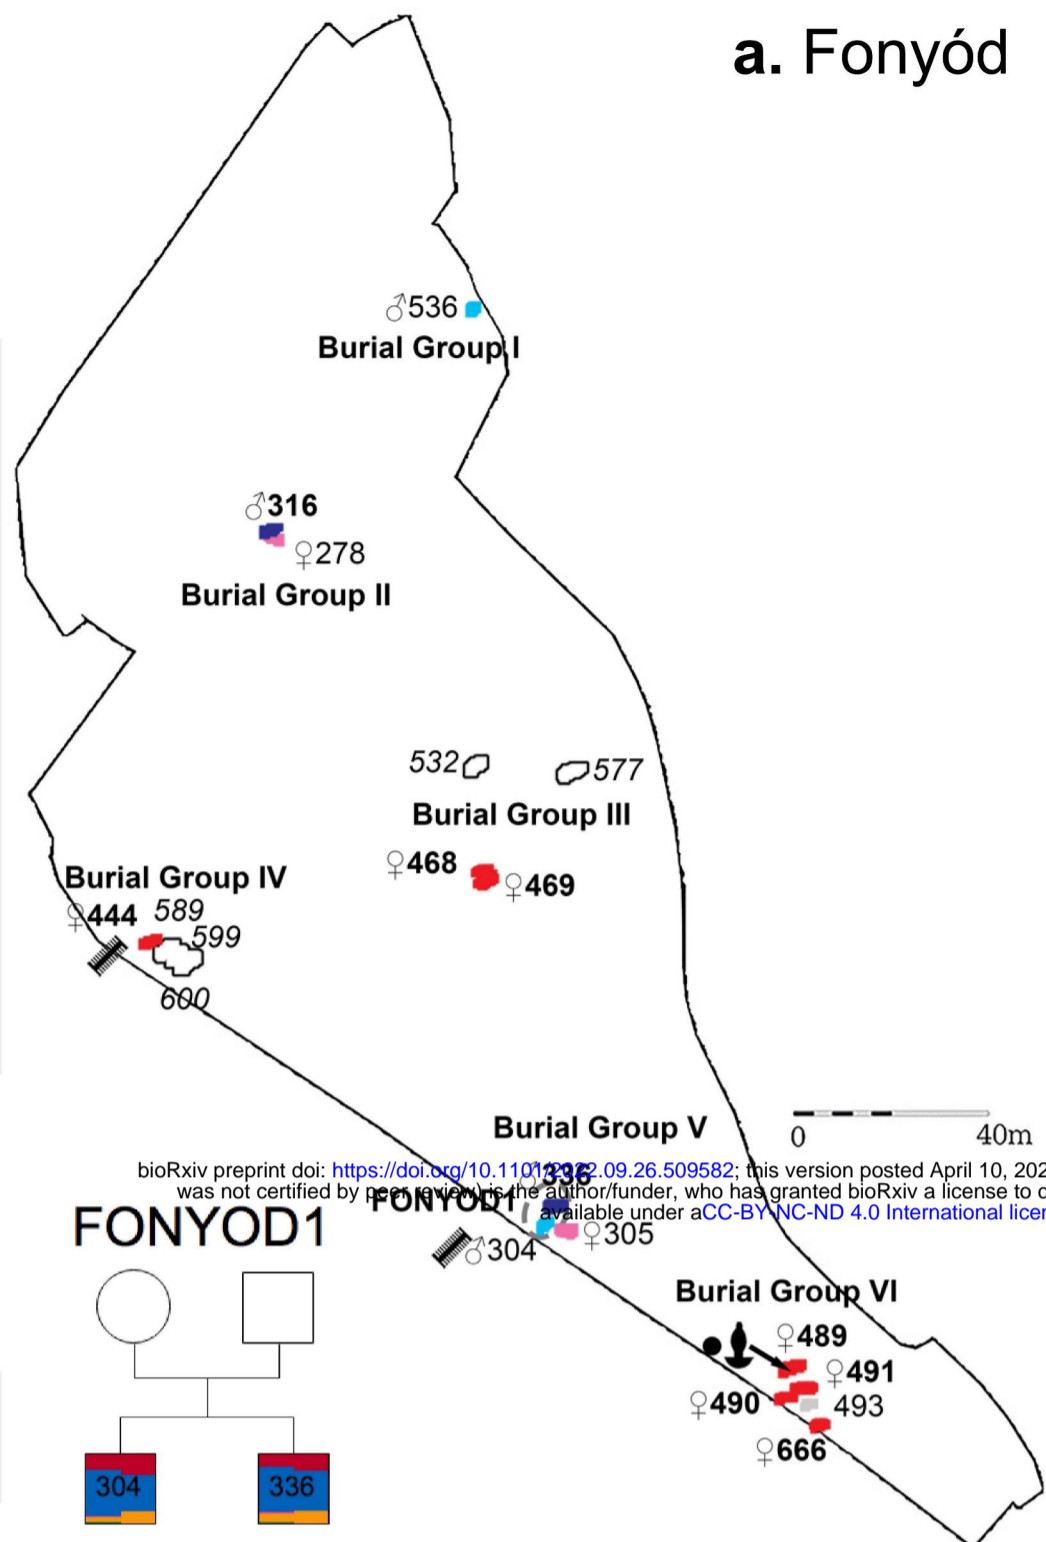 a. Fonyód
♂536
Burial Group I
♂316
♀278
Burial Group II
532
577
Burial Group III
♀468
♀469
Burial Group IV
♀444
589
599
600
Burial Group V
0
40m
bioRxiv preprint doi: https://doi.org/10.1101/2022.09.26.509582; this version posted April 10, 202
♂336
was not certified by peer review) is the author/funder, who has granted bioRxiv a license to
FONYOD1
available under aCC-BY-NC-ND 4.0 International
♀305
♂304
FONYOD1
Burial Group VI
♀489
♀491
♀490
493
♀666
304
336